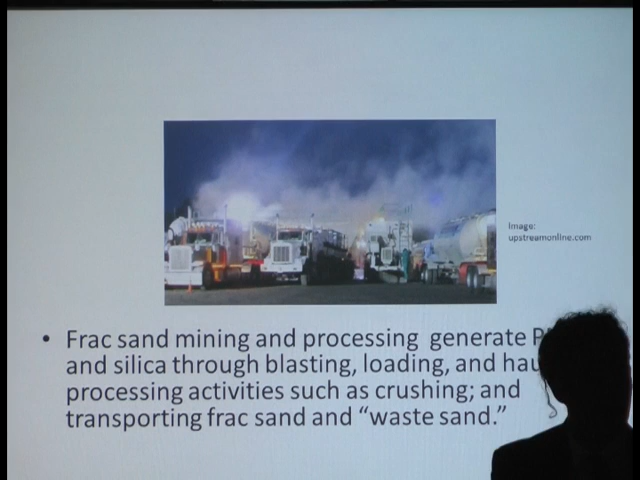 Image:
upstreamonline.com
• Frac sand mining and processing generate
and silica through blasting, loading, and
processing activities such as crushing; and
transporting frac sand and “waste sand.”